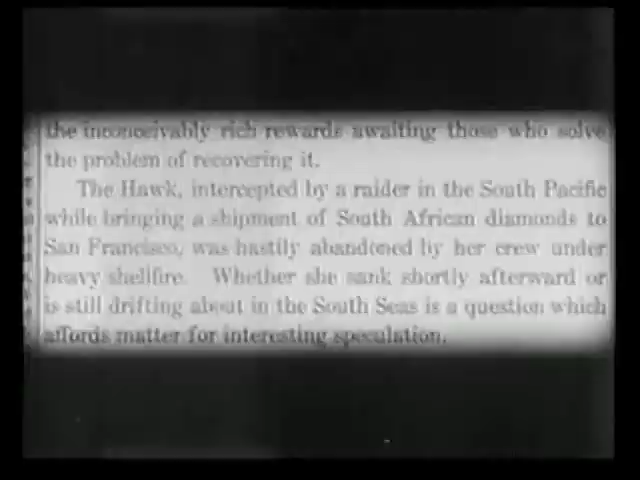 the inconceivably rich rewards awaiting those who solve
the problem of recovering it.
The Hawk, intercepted by a raider in the South Pacific
while bringing a shipment of South African diamonds to
San Francisco, was hastily abandoned by her crew under
heavy shellfire. Whether she sank shortly afterward or
is still drifting about in the South Seas is a question which
affords matter for interesting speculation.